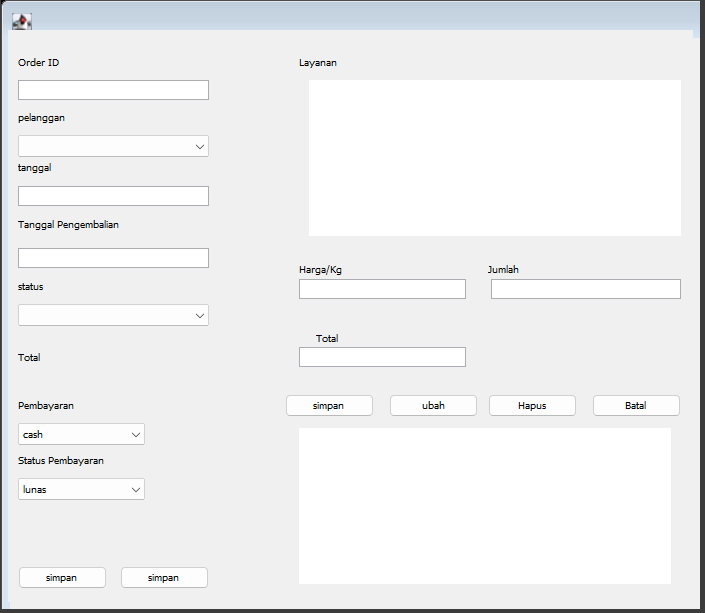 Order ID
pelanggan
tanggal
Tanggal Pengembalian
status
Total
Pembayaran
cash
Status Pembayaran
lunas
simpan simpan
Layanan
Harga/Kg Jumlah
Total
simpan ubah Hapus Batal